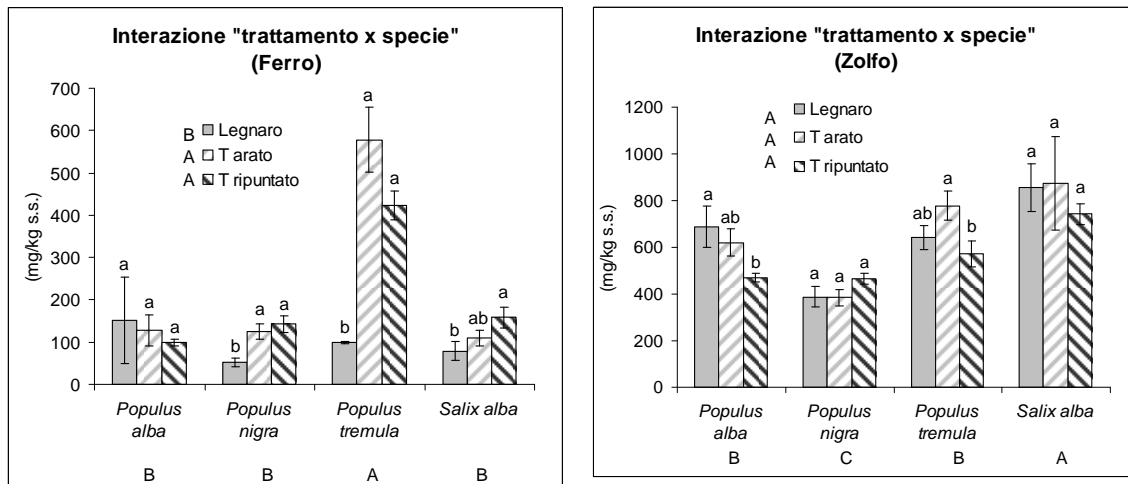 Interazione "trattamento x specie"
(Ferro)
700
600
500
400
300
200
100
0
(mg/kg s.s.)
B Legnaro
A T arato
A T ripuntato
a a a
b a a
b a a
b ab a
Populus alba
Populus nigra
Populus tremula
Salix alba
B B A B
Interazione "trattamento x specie"
(Zolfo)
1200
1000
800
600
400
200
0
(mg/kg s.s.)
A Legnaro
A T arato
A T ripuntato
a ab b
a a a
ab a b
a a a
Populus alba
Populus nigra
Populus tremula
Salix alba
B C B A